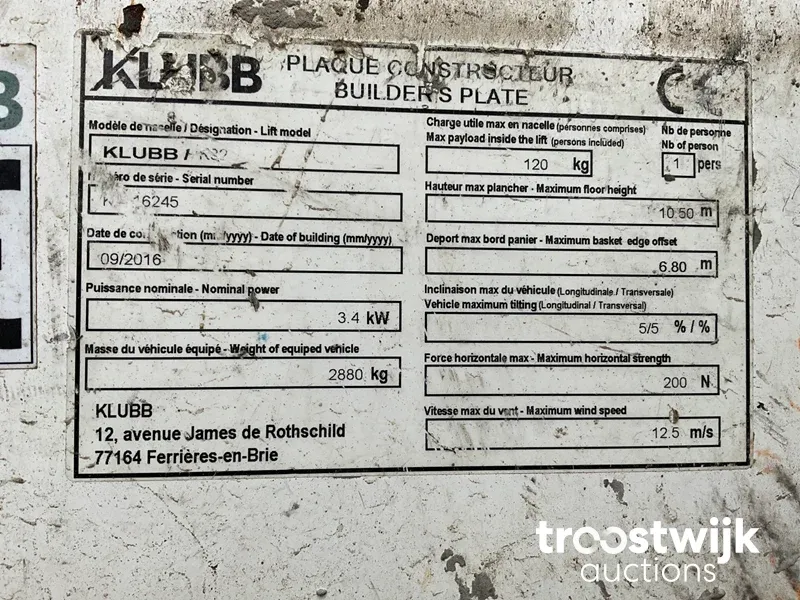 KLUBB
PLAQUE CONSTRUCTEUR
BUILDER'S PLATE
CE
Modèle de nacelle / Désignation - Lift model
KLUBB /
de série - Serial number
16245
Date de (mm/yyyy) - Date of building (mm/yyyy)
09/2016
Puissance nominale - Nominal power
3.4 kW
Masse du véhicule équipé - Weight of equiped vehicle
2880 kg
KLUBB
12, avenue James de Rothschild
77164 Ferrières-en-Brie
Charge utile max en nacelle (personnes comprises)
Max payload inside the lift (persons included)
120 kg
Nb de personne
Nb of person
1 pers
Hauteur max plancher - Maximum floor height
10.50 m
Deport max bord panier - Maximum basket edge offset
6.80 m
Inclinaison max du véhicule (Longitudinale / Transversale)
Vehicle maximum tilting (Longitudinal / Transversal)
5/5 % / %
Force horizontale max - Maximum horizontal strength
200 N
Vitesse max du vent - Maximum wind speed
12.5 m/s
B
troostwijk
auctions